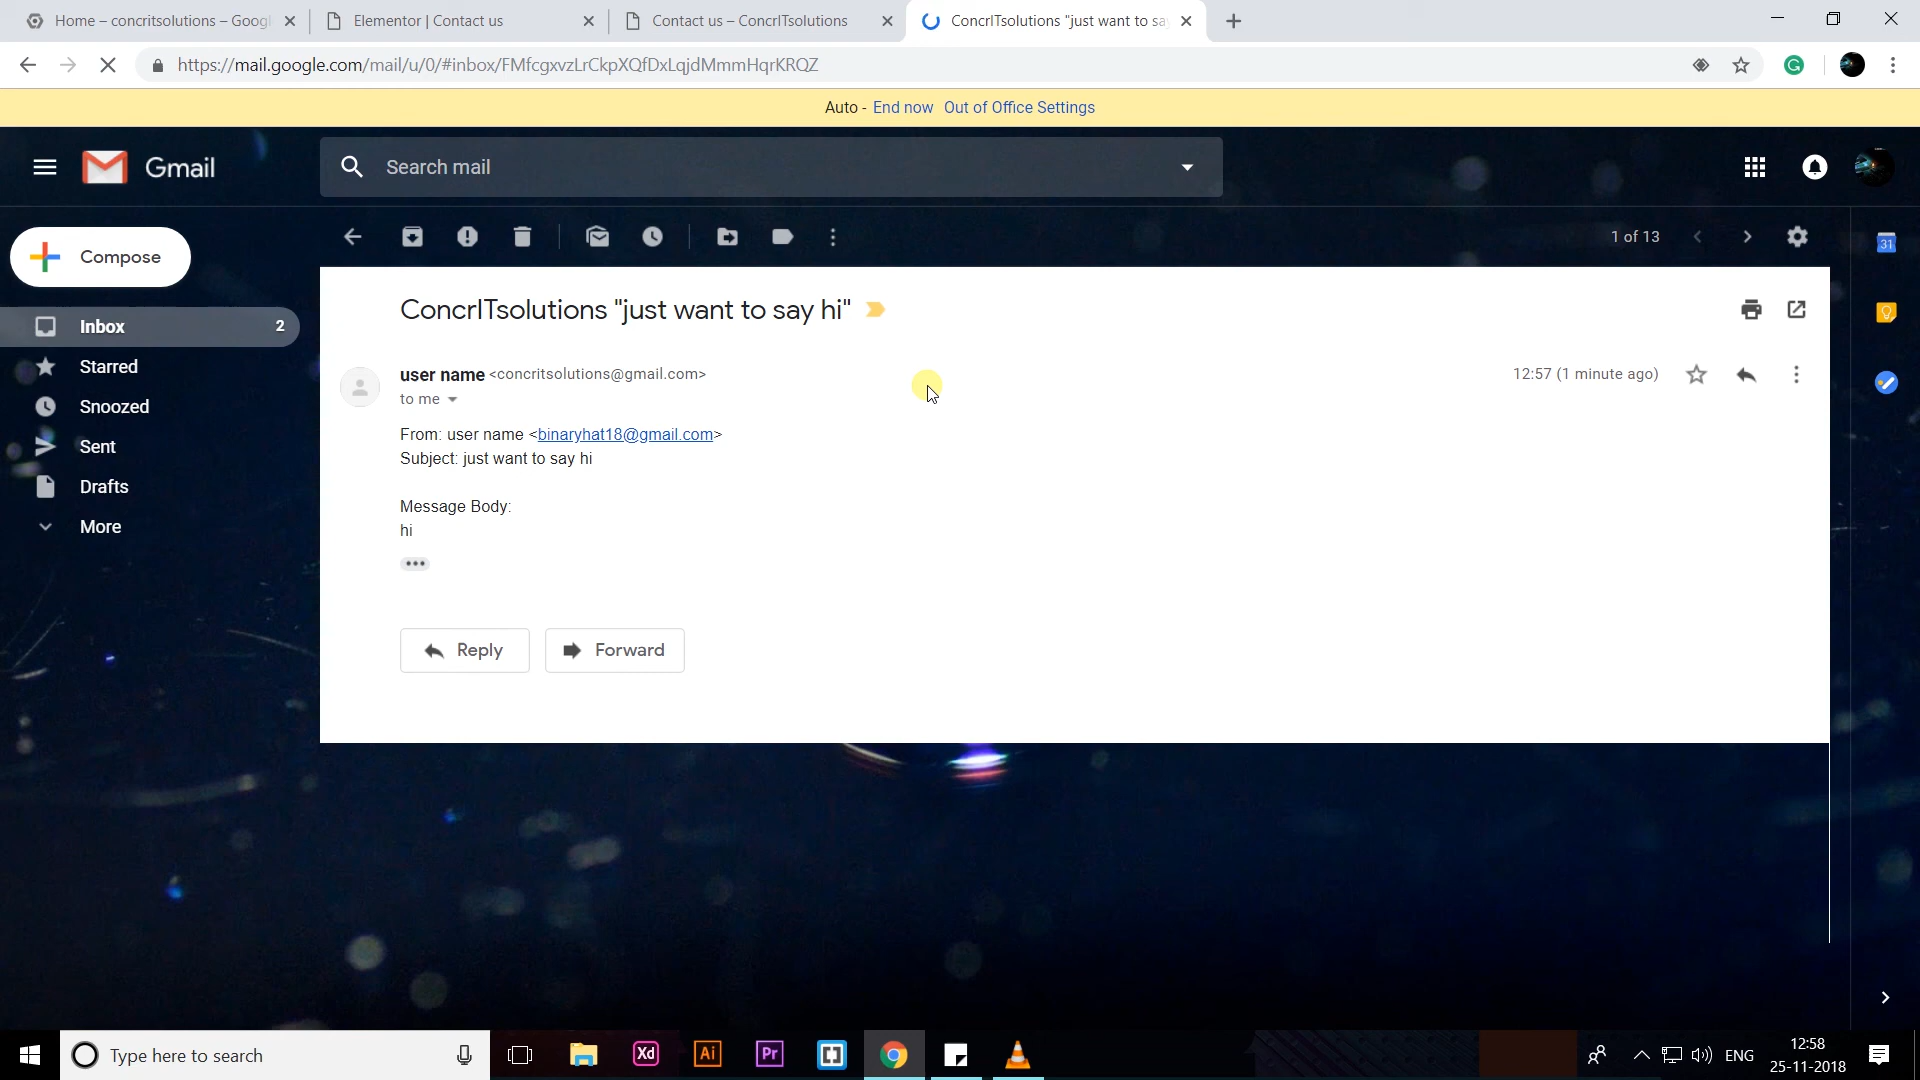 Home – concritsolutions – Googl
Elementor | Contact us
Contact us – ConcrITsolutions
ConcrITsolutions "just want to sa
https://mail.google.com/mail/u/0/#inbox/FMfcgxvzLrCkpXQfDxLqjdMmmHqrKRQZ
Auto - End now Out of Office Settings
Gmail
Search mail
Compose
1 of 13
31
Inbox 2
Starred
Snoozed
Sent
Drafts
More
ConcrITsolutions "just want to say hi"
user name <concritsolutions@gmail.com>
12:57 (1 minute ago)
to me
From: user name <binaryhat18@gmail.com>
Subject: just want to say hi
Message Body:
hi
Reply
Forward
Type here to search
Xd
Ai
Pr
ENG
12:58
25-11-2018